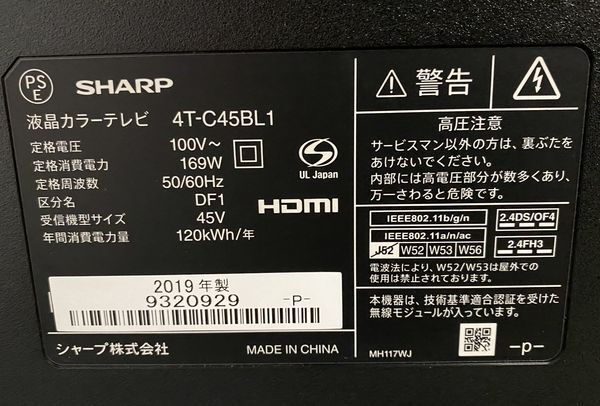 PS
E
SHARP
液晶カラーテレビ 4T-C45BL1
定格電圧 100V～
定格消費電力 169W
定格周波数 50/60Hz
区分名 DF1
受信機型サイズ 45V
年間消費電力量 120kWh/年
UL Japan
HDMI
2019 年製
9320929 -P-
シャープ株式会社 MADE IN CHINA
警告
高圧注意
サービスマン以外の方は、裏ぶたを
あけないでください。
内部には高電圧部分が数多くあり、
万一さわると危険です。
IEEE802.11b/g/n 2.4DS/OF4
IEEE802.11a/n/ac
J52 W52 W53 W56 2.4FH3
電波法により、W52/W53は屋外での
使用は禁止されております。
本機器は、技術基準適合認証を受けた
無線モジュールが入っています。
MH117WJ -p-